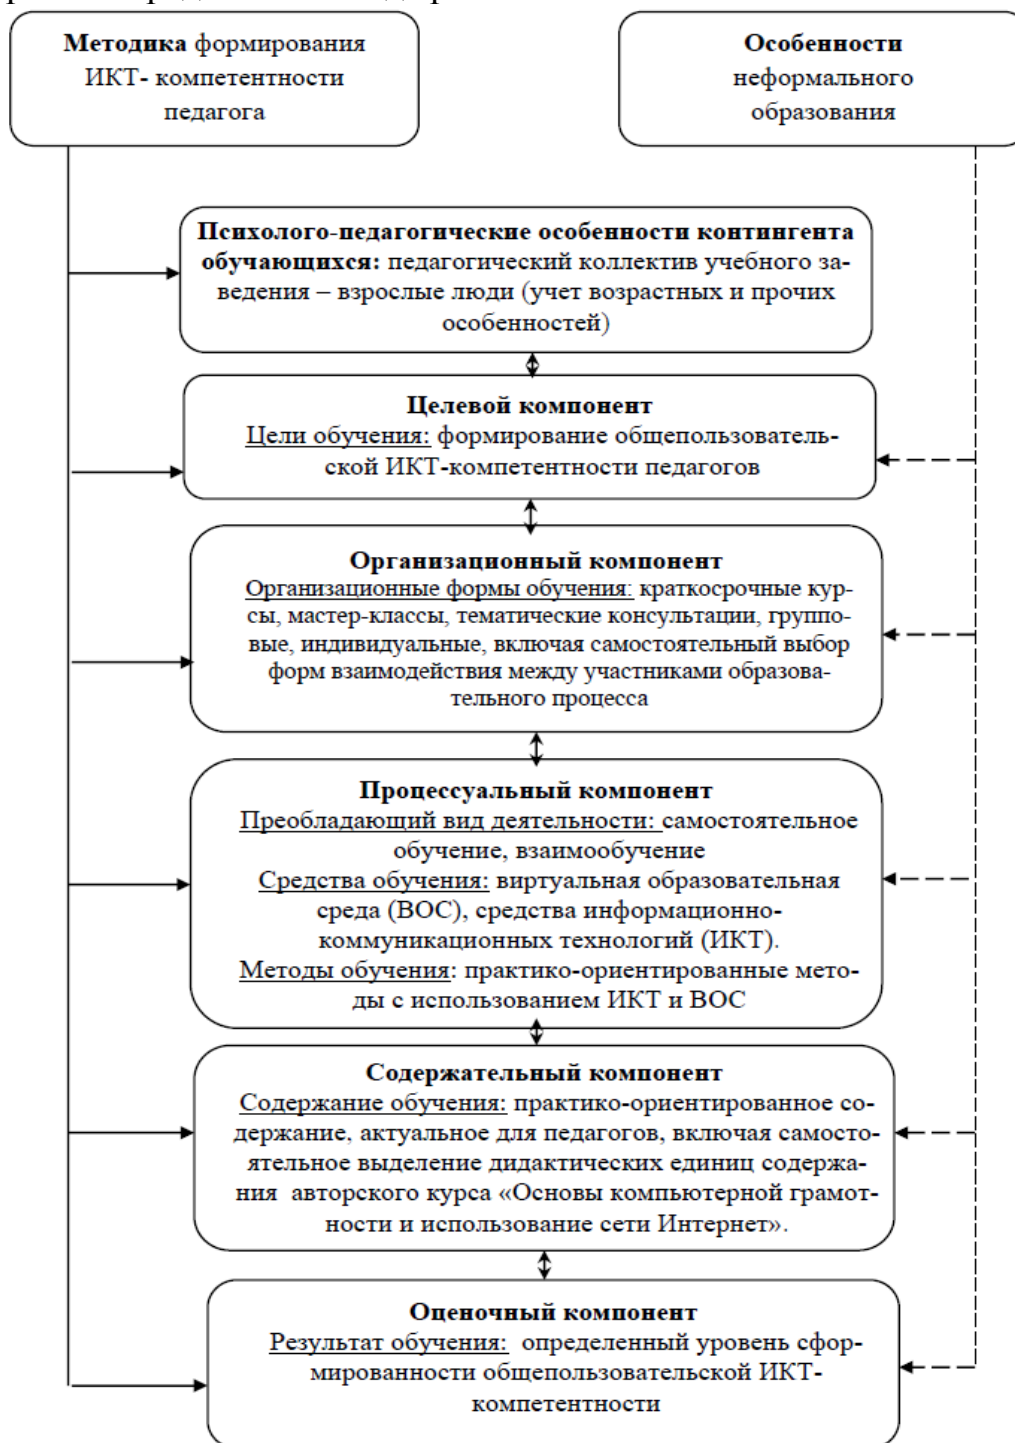 Методика формирования
ИКТ- компетентности
педагога
Особенности
неформального
образования
Психолого-педагогические особенности контингента
обучающихся: педагогический коллектив учебного за-
ведения – взрослые люди (учет возрастных и прочих
особенностей)
Целевой компонент
Цели обучения: формирование общепользователь-
ской ИКТ-компетентности педагогов
Организационный компонент
Организационные формы обучения: краткосрочные кур-
сы, мастер-классы, тематические консультации, группо-
вые, индивидуальные, включая самостоятельный выбор
форм взаимодействия между участниками образова-
тельного процесса
Процессуальный компонент
Преобладающий вид деятельности: самостоятельное
обучение, взаимообучение
Средства обучения: виртуальная образовательная
среда (ВОС), средства информационно-
коммуникационных технологий (ИКТ).
Методы обучения: практико-ориентированные мето-
ды с использованием ИКТ и ВОС
Содержательный компонент
Содержание обучения: практико-ориентированное со-
держание, актуальное для педагогов, включая самосто-
ятельное выделение дидактических единиц содержа-
ния авторского курса «Основы компьютерной грамот-
ности и использование сети Интернет».
Оценочный компонент
Результат обучения: определенный уровень сфор-
мированности общепользовательской ИКТ-
компетентности